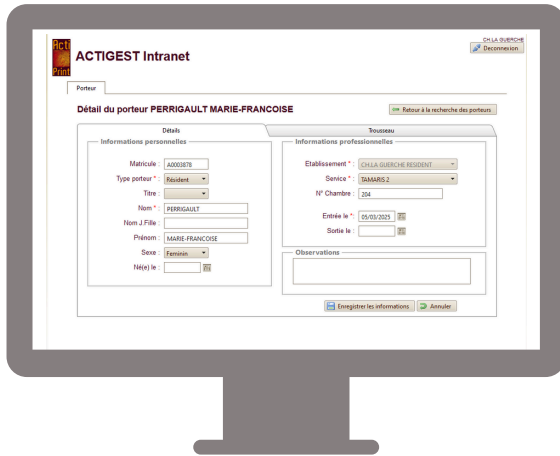 Acti
Print
ACTIGEST Intranet
CH.LA GUERCHE
Deconnexion
Porteur
Détail du porteur PERRIGAULT MARIE-FRANCOISE
Retour à la recherche des porteurs
Détails
Trousseau
Informations personnelles
Matricule : A0003878
Type porteur * : Résident
Titre :
Nom * : PERRIGAULT
Nom J.Fille :
Prénom : MARIE-FRANCOISE
Sexe : Feminin
Né(e) le :
Informations professionnelles
Etablissement * : CH.LA GUERCHE RESIDENT
Service * : TAMARIS 2
N° Chambre : 204
Entrée le * : 05/03/2025
Sortie le :
Observations
Enregistrer les informations
Annuler